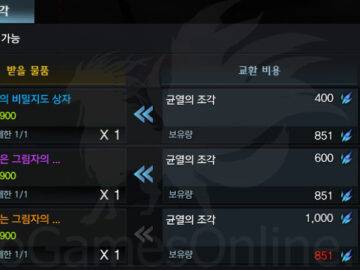 각
가능
받을 물품
교환 비용
의 비밀지도 상자
900
제한 1/1
X 1
균열의 조각
400
보유량
851
은 그림자의 ...
900
제한 1/1
X 1
균열의 조각
600
보유량
851
는 그림자의 ...
900
제한 1/1
X 1
균열의 조각
1,000
보유량
851